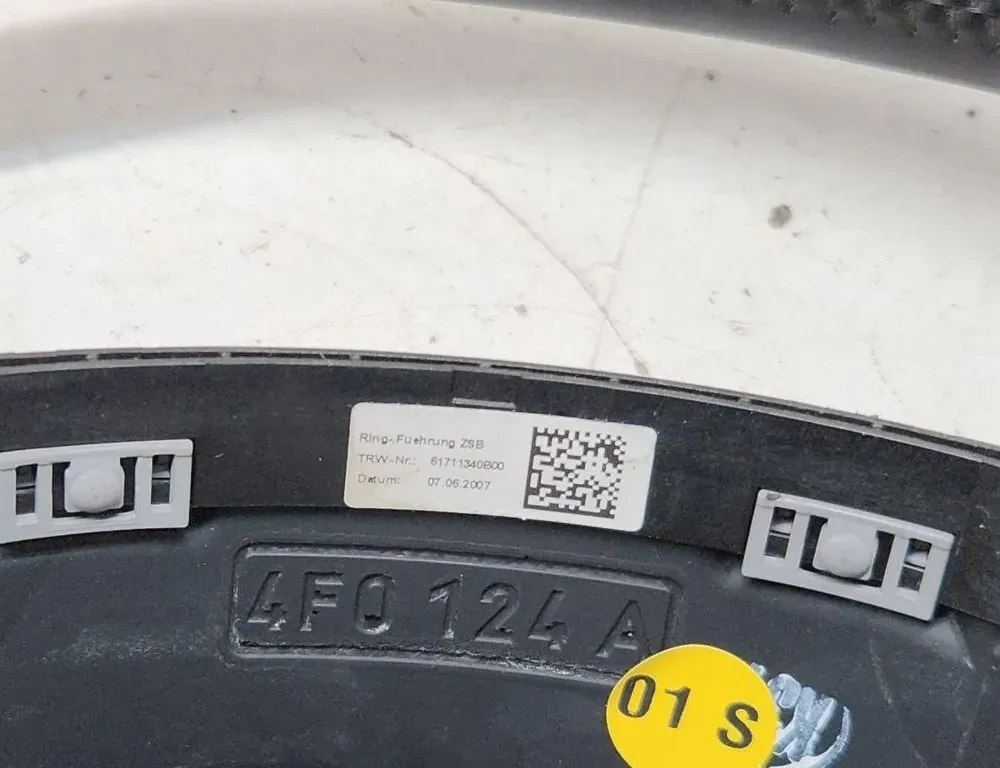 Ring-Fuehrung ZSB
TRW-Nr.: 61711340B00
Datum: 07.06.2007
4F0 124 A
01 S